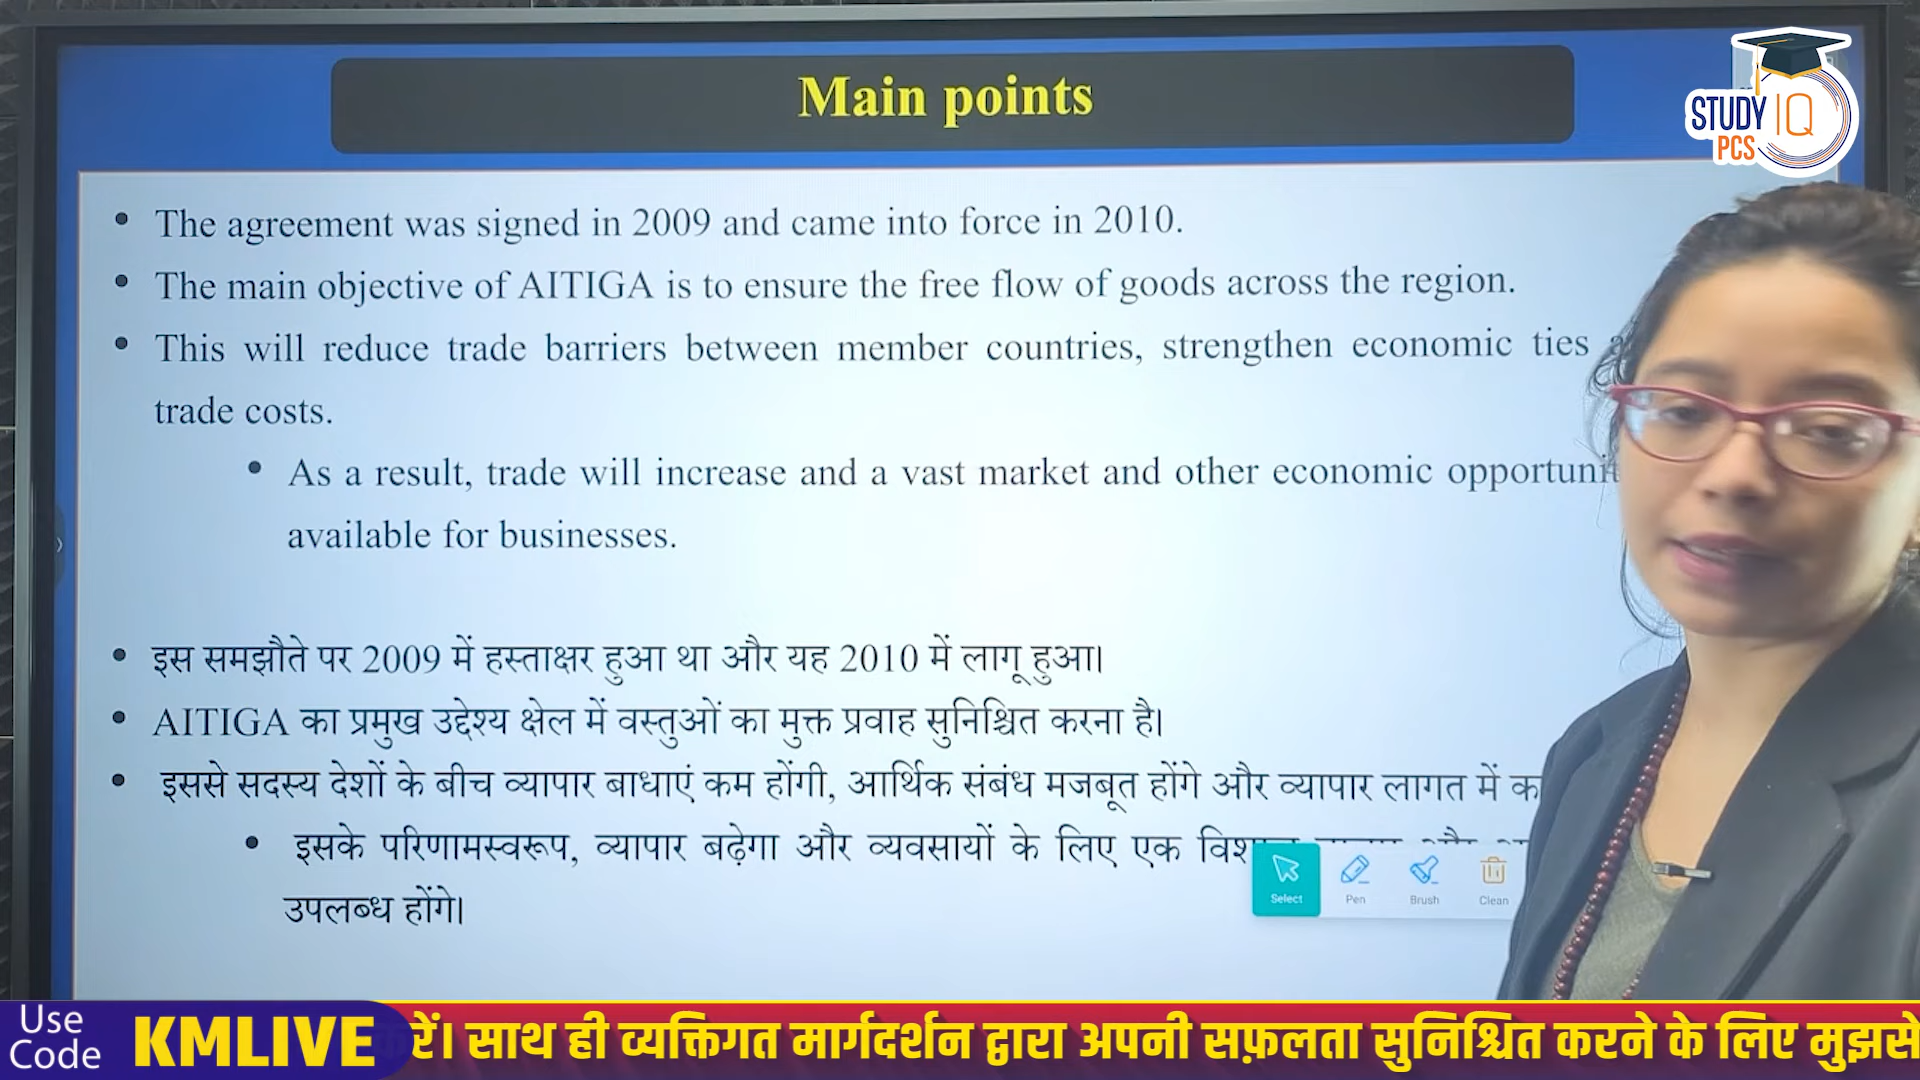 Main points
STUDY IQ
PCS
• The agreement was signed in 2009 and came into force in 2010.
• The main objective of AITIGA is to ensure the free flow of goods across the region.
• This will reduce trade barriers between member countries, strengthen economic ties
trade costs.
• As a result, trade will increase and a vast market and other economic
available for businesses.
• इस समझौते पर 2009 में हस्ताक्षर हुआ था और यह 2010 में लागू हुआ।
• AITIGA का प्रमुख उद्देश्य क्षेल में वस्तुओं का मुक्त प्रवाह सुनिश्चित करना है।
• इससे सदस्य देशों के बीच व्यापार बाधाएं कम होंगी, आर्थिक संबंध मजबूत होंगे और व्यापार लागत में
• इसके परिणामस्वरूप, व्यापार बढ़ेगा और व्यवसायों के लिए एक
उपलब्ध होंगे।
Select Pen Brush Clean
Use
Code
KMLIVE
रें। साथ ही व्यक्तिगत मार्गदर्शन द्वारा अपनी सफ़लता सुनिश्चित करने के लिए मुझसे